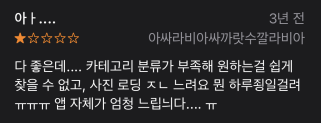 아ㅏ....
3년 전
아싸라비아싸까랏수깔라비아
다 좋은데.... 카테고리 분류가 부족해 원하는걸 쉽게
찾을 수 없고, 사진 로딩 ㅈㄴ 느려요 뭔 하루죙일걸려
ㅠㅠㅠ 앱 자체가 엄청 느립늬다.... ㅠ